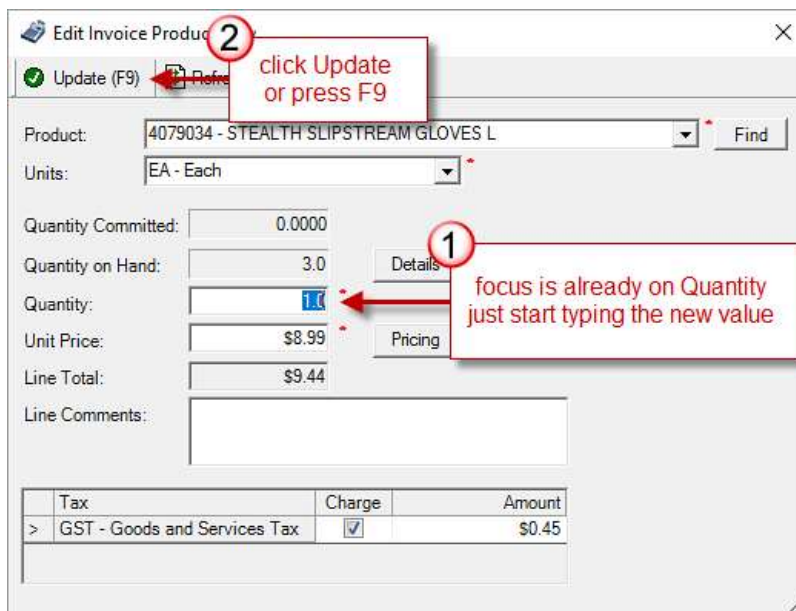 Edit Invoice Produ
2
click Update
or press F9
Update (F9)
Product: 4079034 - STEALTH SLIPSTREAM GLOVES L * Find
Units: EA - Each *
Quantity Committed: 0.0000
1
Quantity on Hand: 3.0 Details
focus is already on Quantity
just start typing the new value
Quantity: 1.0 *
Unit Price: $8.99 * Pricing
Line Total: $9.44
Line Comments:
Tax Charge Amount
> GST - Goods and Services Tax $0.45